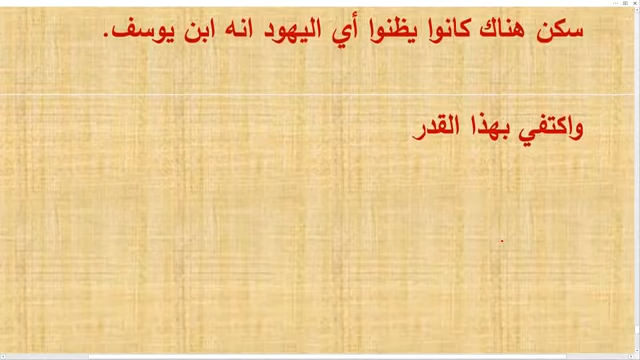 سكن هناك كانوا يظنوا أي اليهود انه ابن يوسف.
واكتفي بهذا القدر